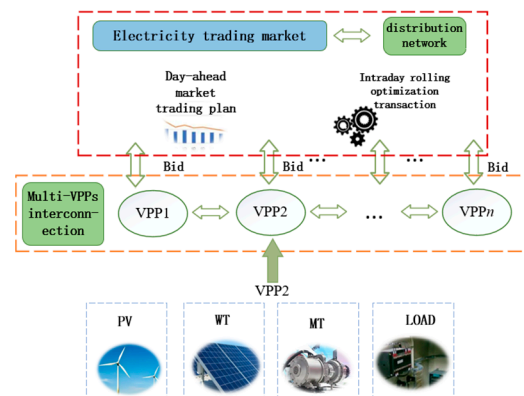 Electricity trading market
distribution
network
Day-ahead
market
trading plan
Intraday rolling
optimization
transaction
...
...
Bid
Bid
Bid
Multi-VPPs
interconn-
ection
VPP1
VPP2
...
VPPn
VPP2
PV
WT
MT
LOAD